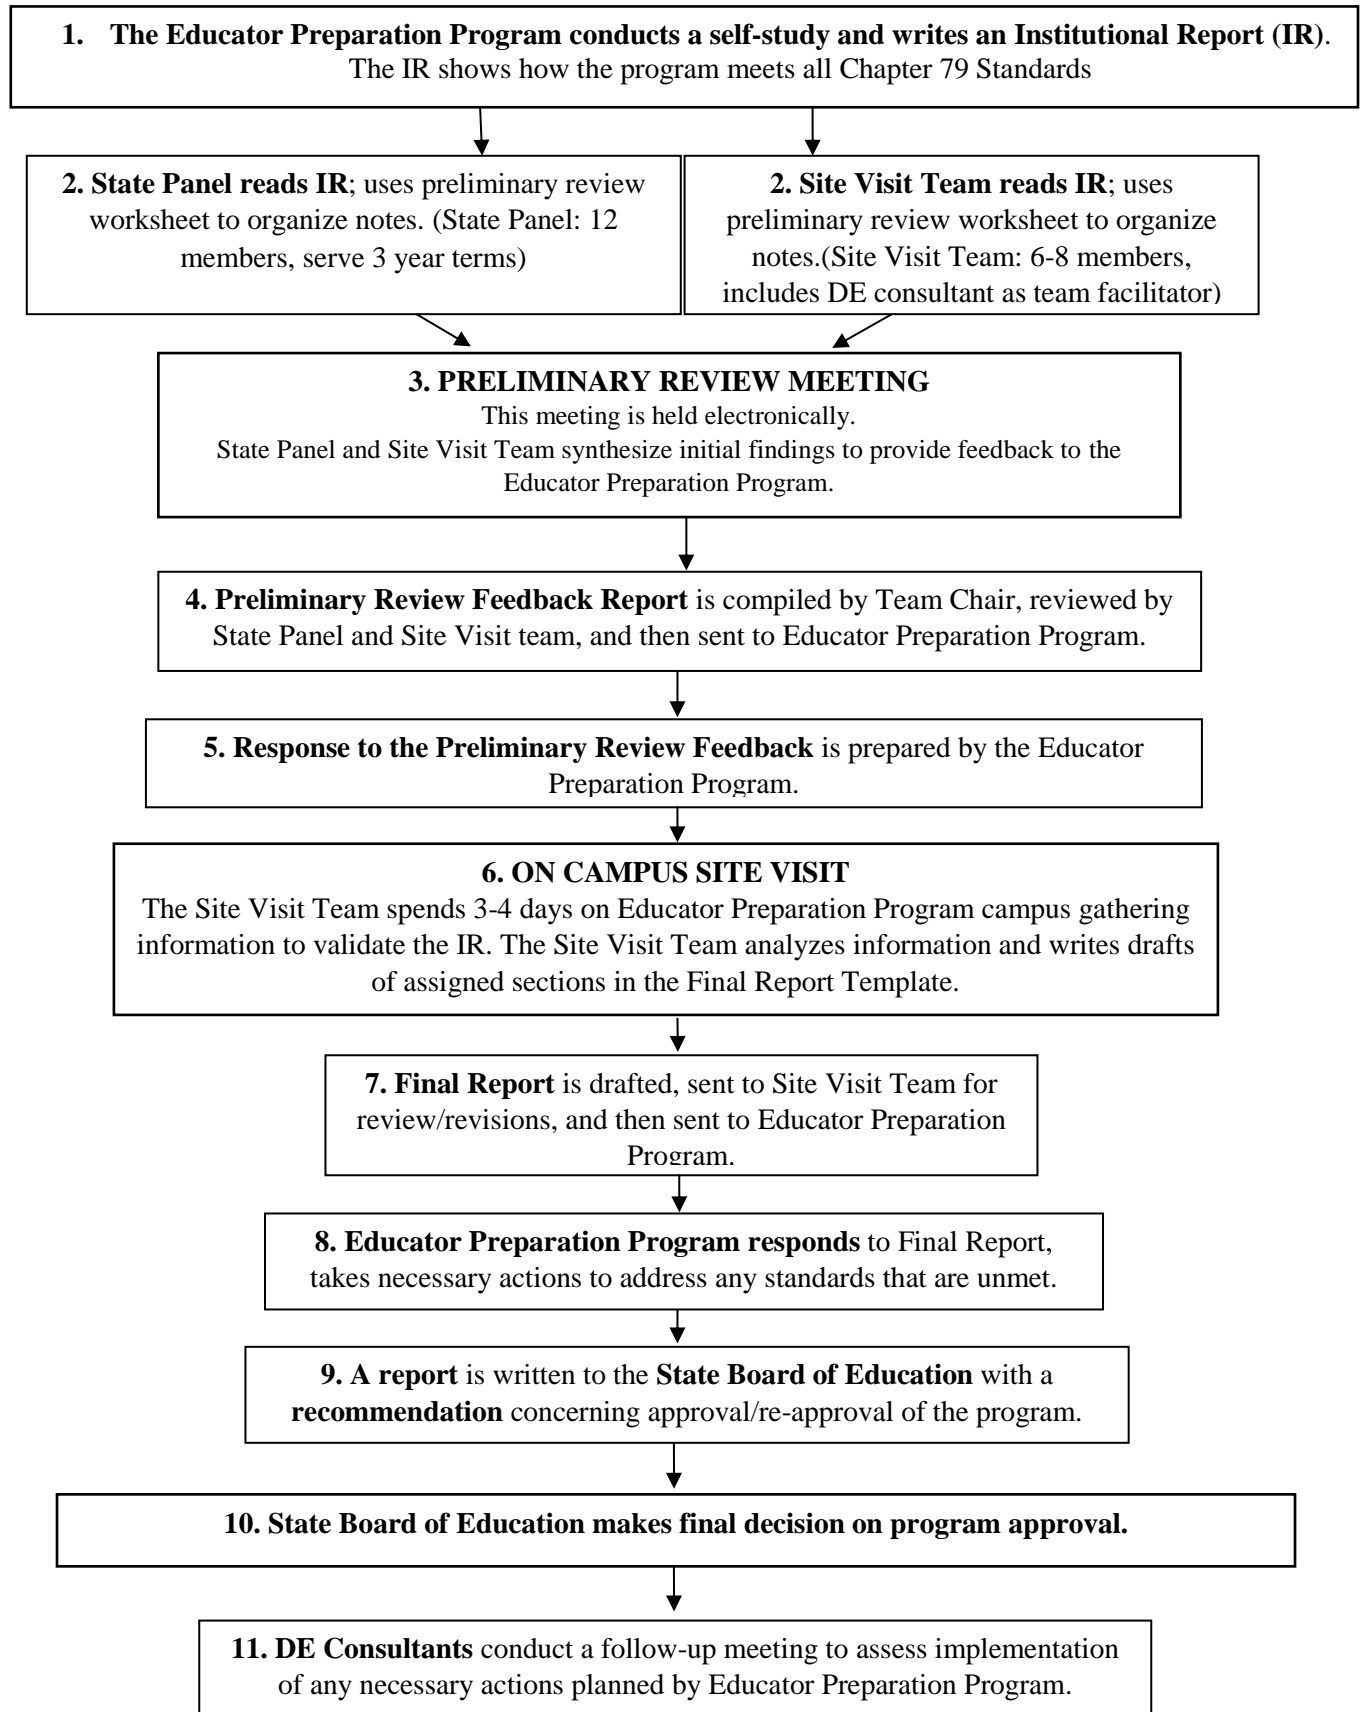 1. The Educator Preparation Program conducts a self-study and writes an Institutional Report (IR).
The IR shows how the program meets all Chapter 79 Standards
2. State Panel reads IR; uses preliminary review
worksheet to organize notes. (State Panel: 12
members, serve 3 year terms)
2. Site Visit Team reads IR; uses
preliminary review worksheet to organize
notes.(Site Visit Team: 6-8 members,
includes DE consultant as team facilitator)
3. PRELIMINARY REVIEW MEETING
This meeting is held electronically.
State Panel and Site Visit Team synthesize initial findings to provide feedback to the
Educator Preparation Program.
4. Preliminary Review Feedback Report is compiled by Team Chair, reviewed by
State Panel and Site Visit team, and then sent to Educator Preparation Program.
5. Response to the Preliminary Review Feedback is prepared by the Educator
Preparation Program.
6. ON CAMPUS SITE VISIT
The Site Visit Team spends 3-4 days on Educator Preparation Program campus gathering
information to validate the IR. The Site Visit Team analyzes information and writes drafts
of assigned sections in the Final Report Template.
7. Final Report is drafted, sent to Site Visit Team for
review/revisions, and then sent to Educator Preparation
Program.
8. Educator Preparation Program responds to Final Report,
takes necessary actions to address any standards that are unmet.
9. A report is written to the State Board of Education with a
recommendation concerning approval/re-approval of the program.
10. State Board of Education makes final decision on program approval.
11. DE Consultants conduct a follow-up meeting to assess implementation
of any necessary actions planned by Educator Preparation Program.